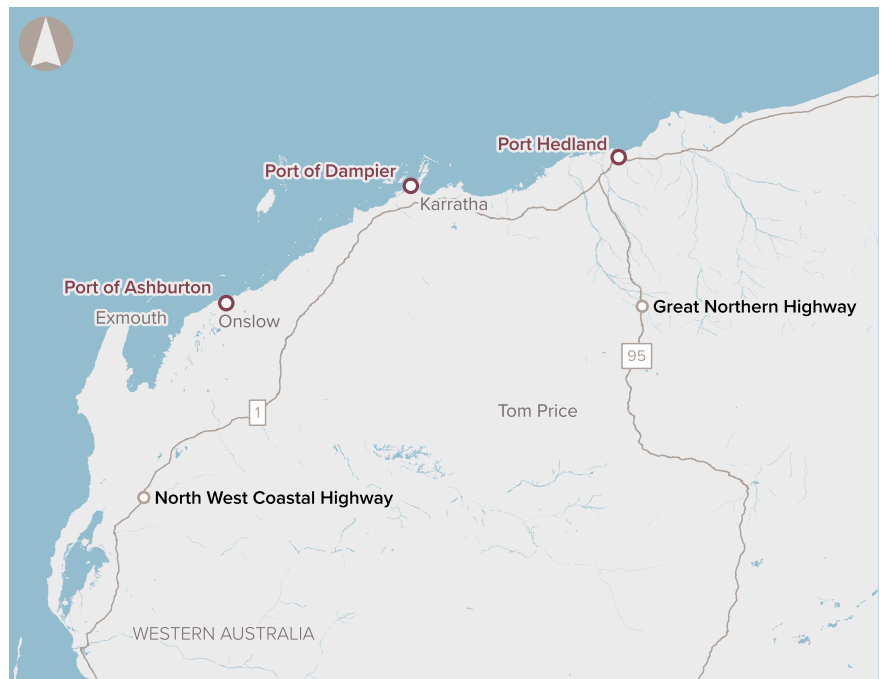 Port Hedland
Port of Dampier
Karratha
Port of Ashburton
Exmouth
Onslow
Great Northern Highway
95
1
Tom Price
North West Coastal Highway
WESTERN AUSTRALIA